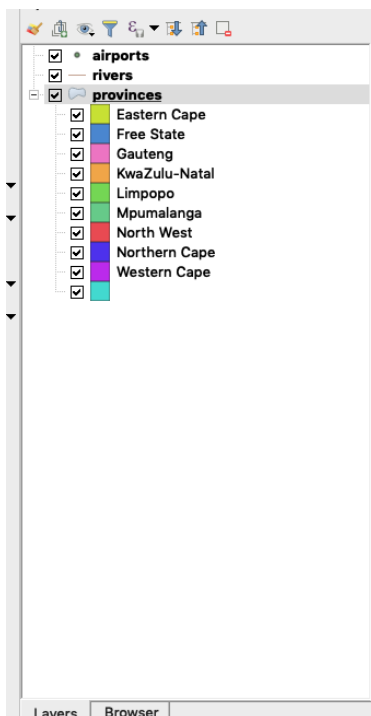 airports
rivers
provinces
Eastern Cape
Free State
Gauteng
KwaZulu-Natal
Limpopo
Mpumalanga
North West
Northern Cape
Western Cape
Layers Browser